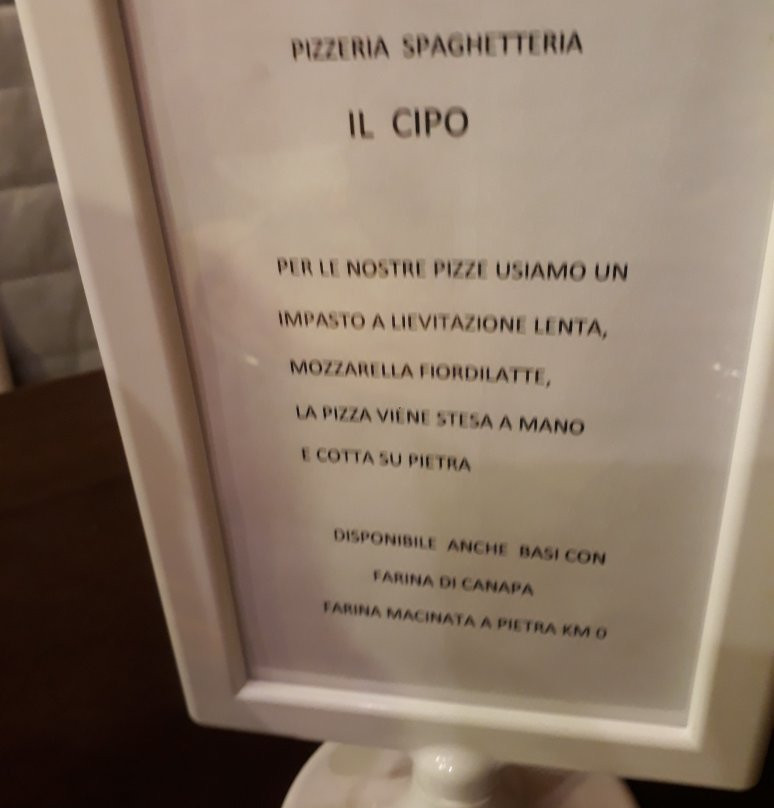 PIZZERIA SPAGHETTERIA
IL CIPO
PER LE NOSTRE PIZZE USIAMO UN
IMPASTO A LIEVITAZIONE LENTA,
MOZZARELLA FIORDILATTE,
LA PIZZA VIENE STESA A MANO
E COTTA SU PIETRA
DISPONIBILE ANCHE BASI CON
FARINA DI CANAPA
FARINA MACINATA A PIETRA KM 0